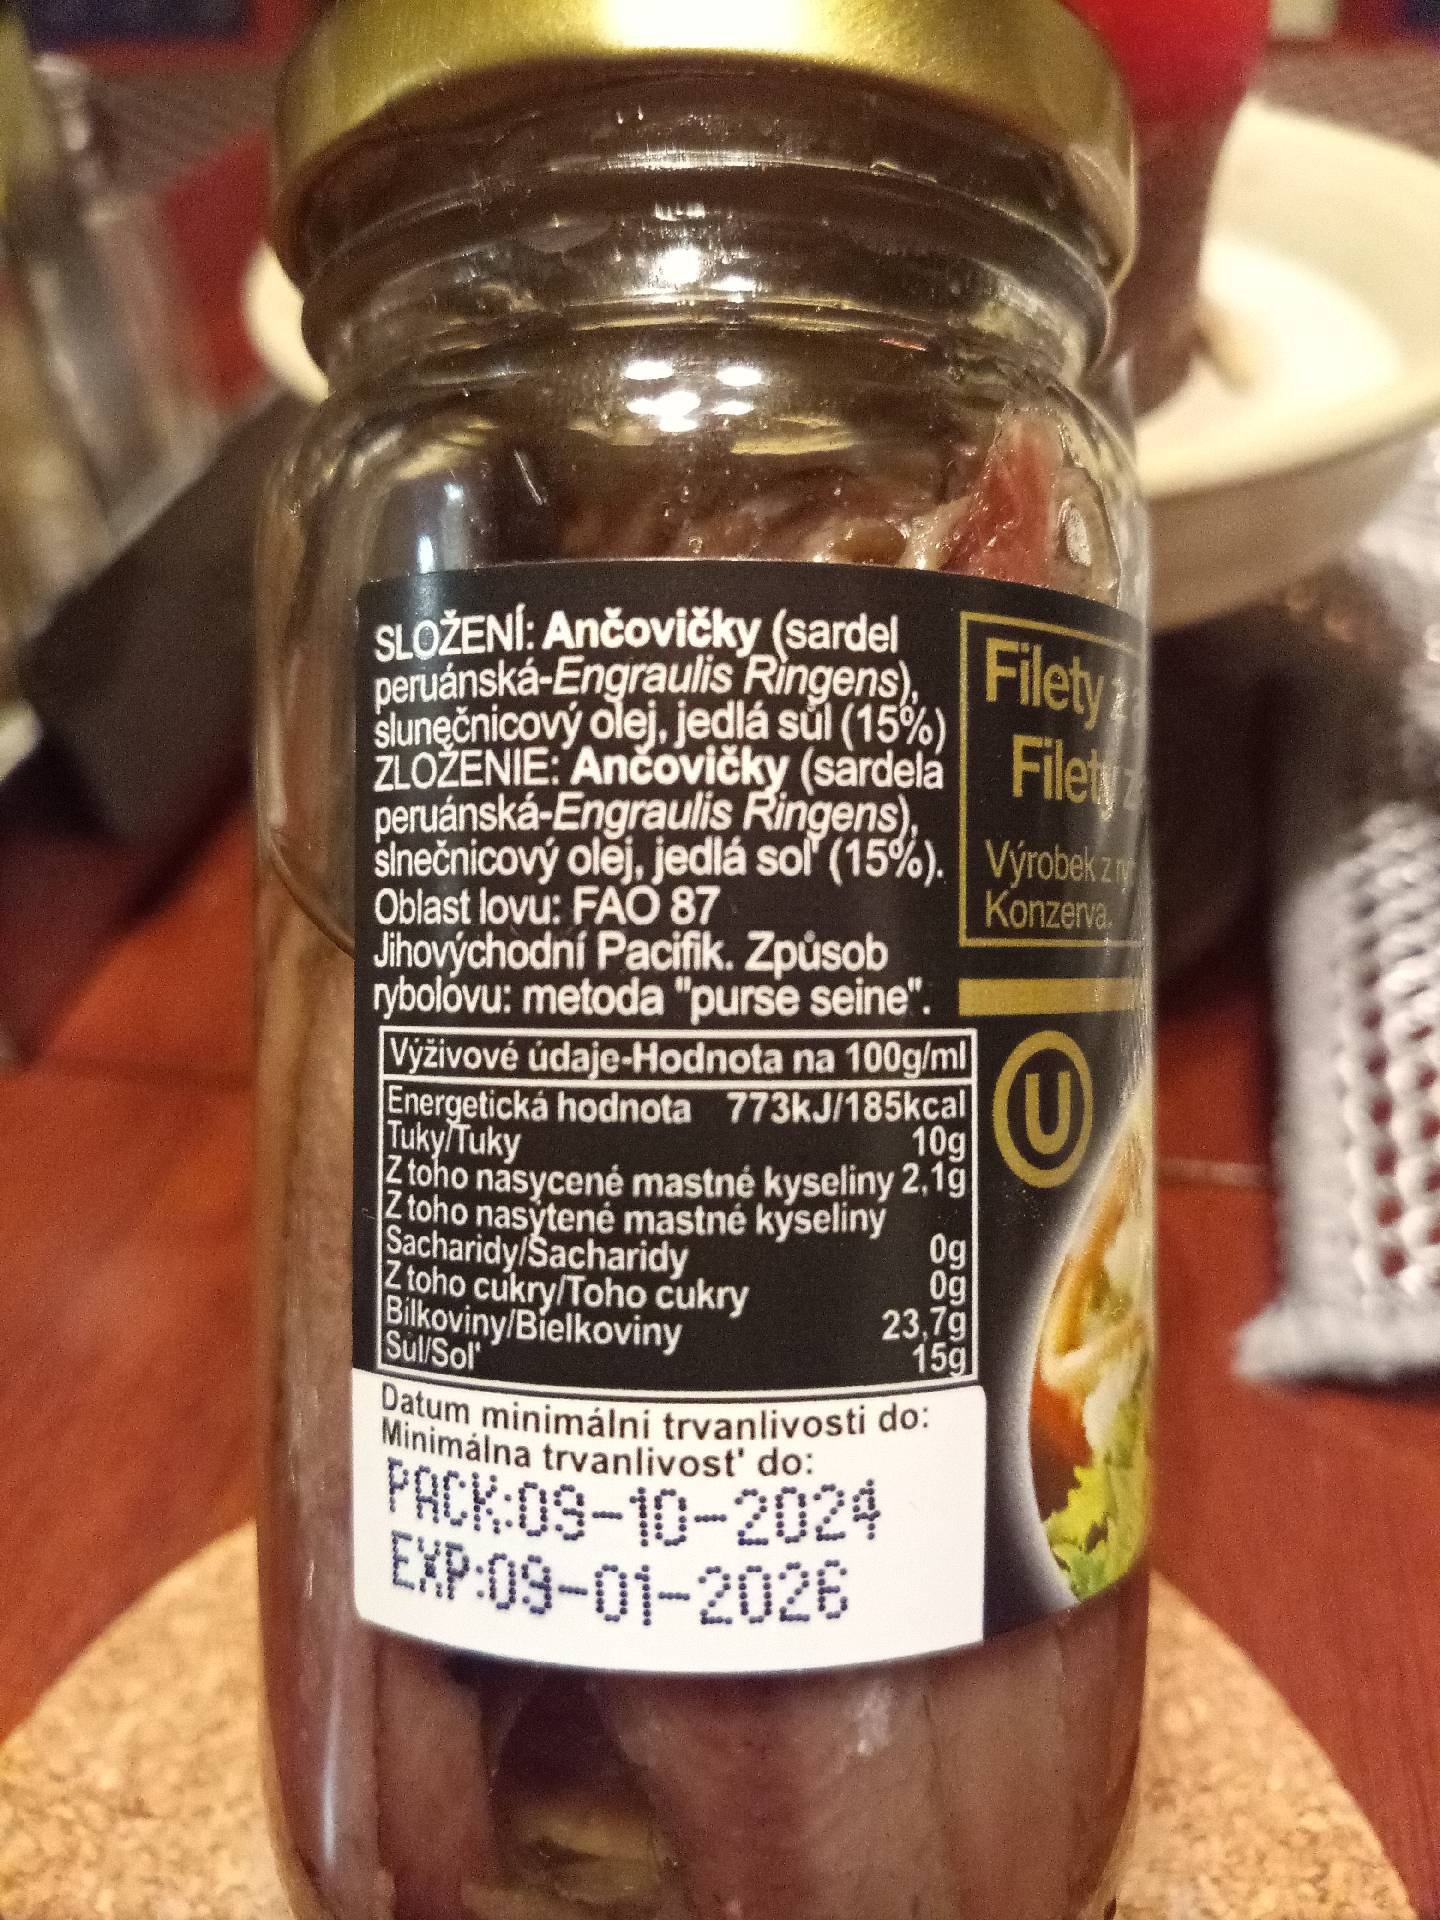 SLOŽENÍ: Ančovičky (sardel
peruánská-Engraulis Ringens),
slunečnicový olej, jedlá sůl (15%)
ZLOŽENIE: Ančovičky (sardela
peruánská-Engraulis Ringens),
slnečnicový olej, jedlá sol' (15%).
Oblast lovu: FAO 87
Jihovýchodní Pacifik. Způsob
rybolovu: metoda "purse seine".
Výživové údaje-Hodnota na 100g/ml
Energetická hodnota 773kJ/185kcal
Tuky/Tuky 10g
Z toho nasycené mastné kyseliny 2,1g
Z toho nasýtené mastné kyseliny
Sacharidy/Sacharidy 0g
Z toho cukry/Toho cukry 0g
Bílkoviny/Bielkoviny 23,7g
Sůl/Sol' 15g
Datum minimální trvanlivosti do:
Minimálna trvanlivost' do:
PACK:09-10-2024
EXP:09-01-2026
Filety
Filety
Výrobek z
Konzerva.
U